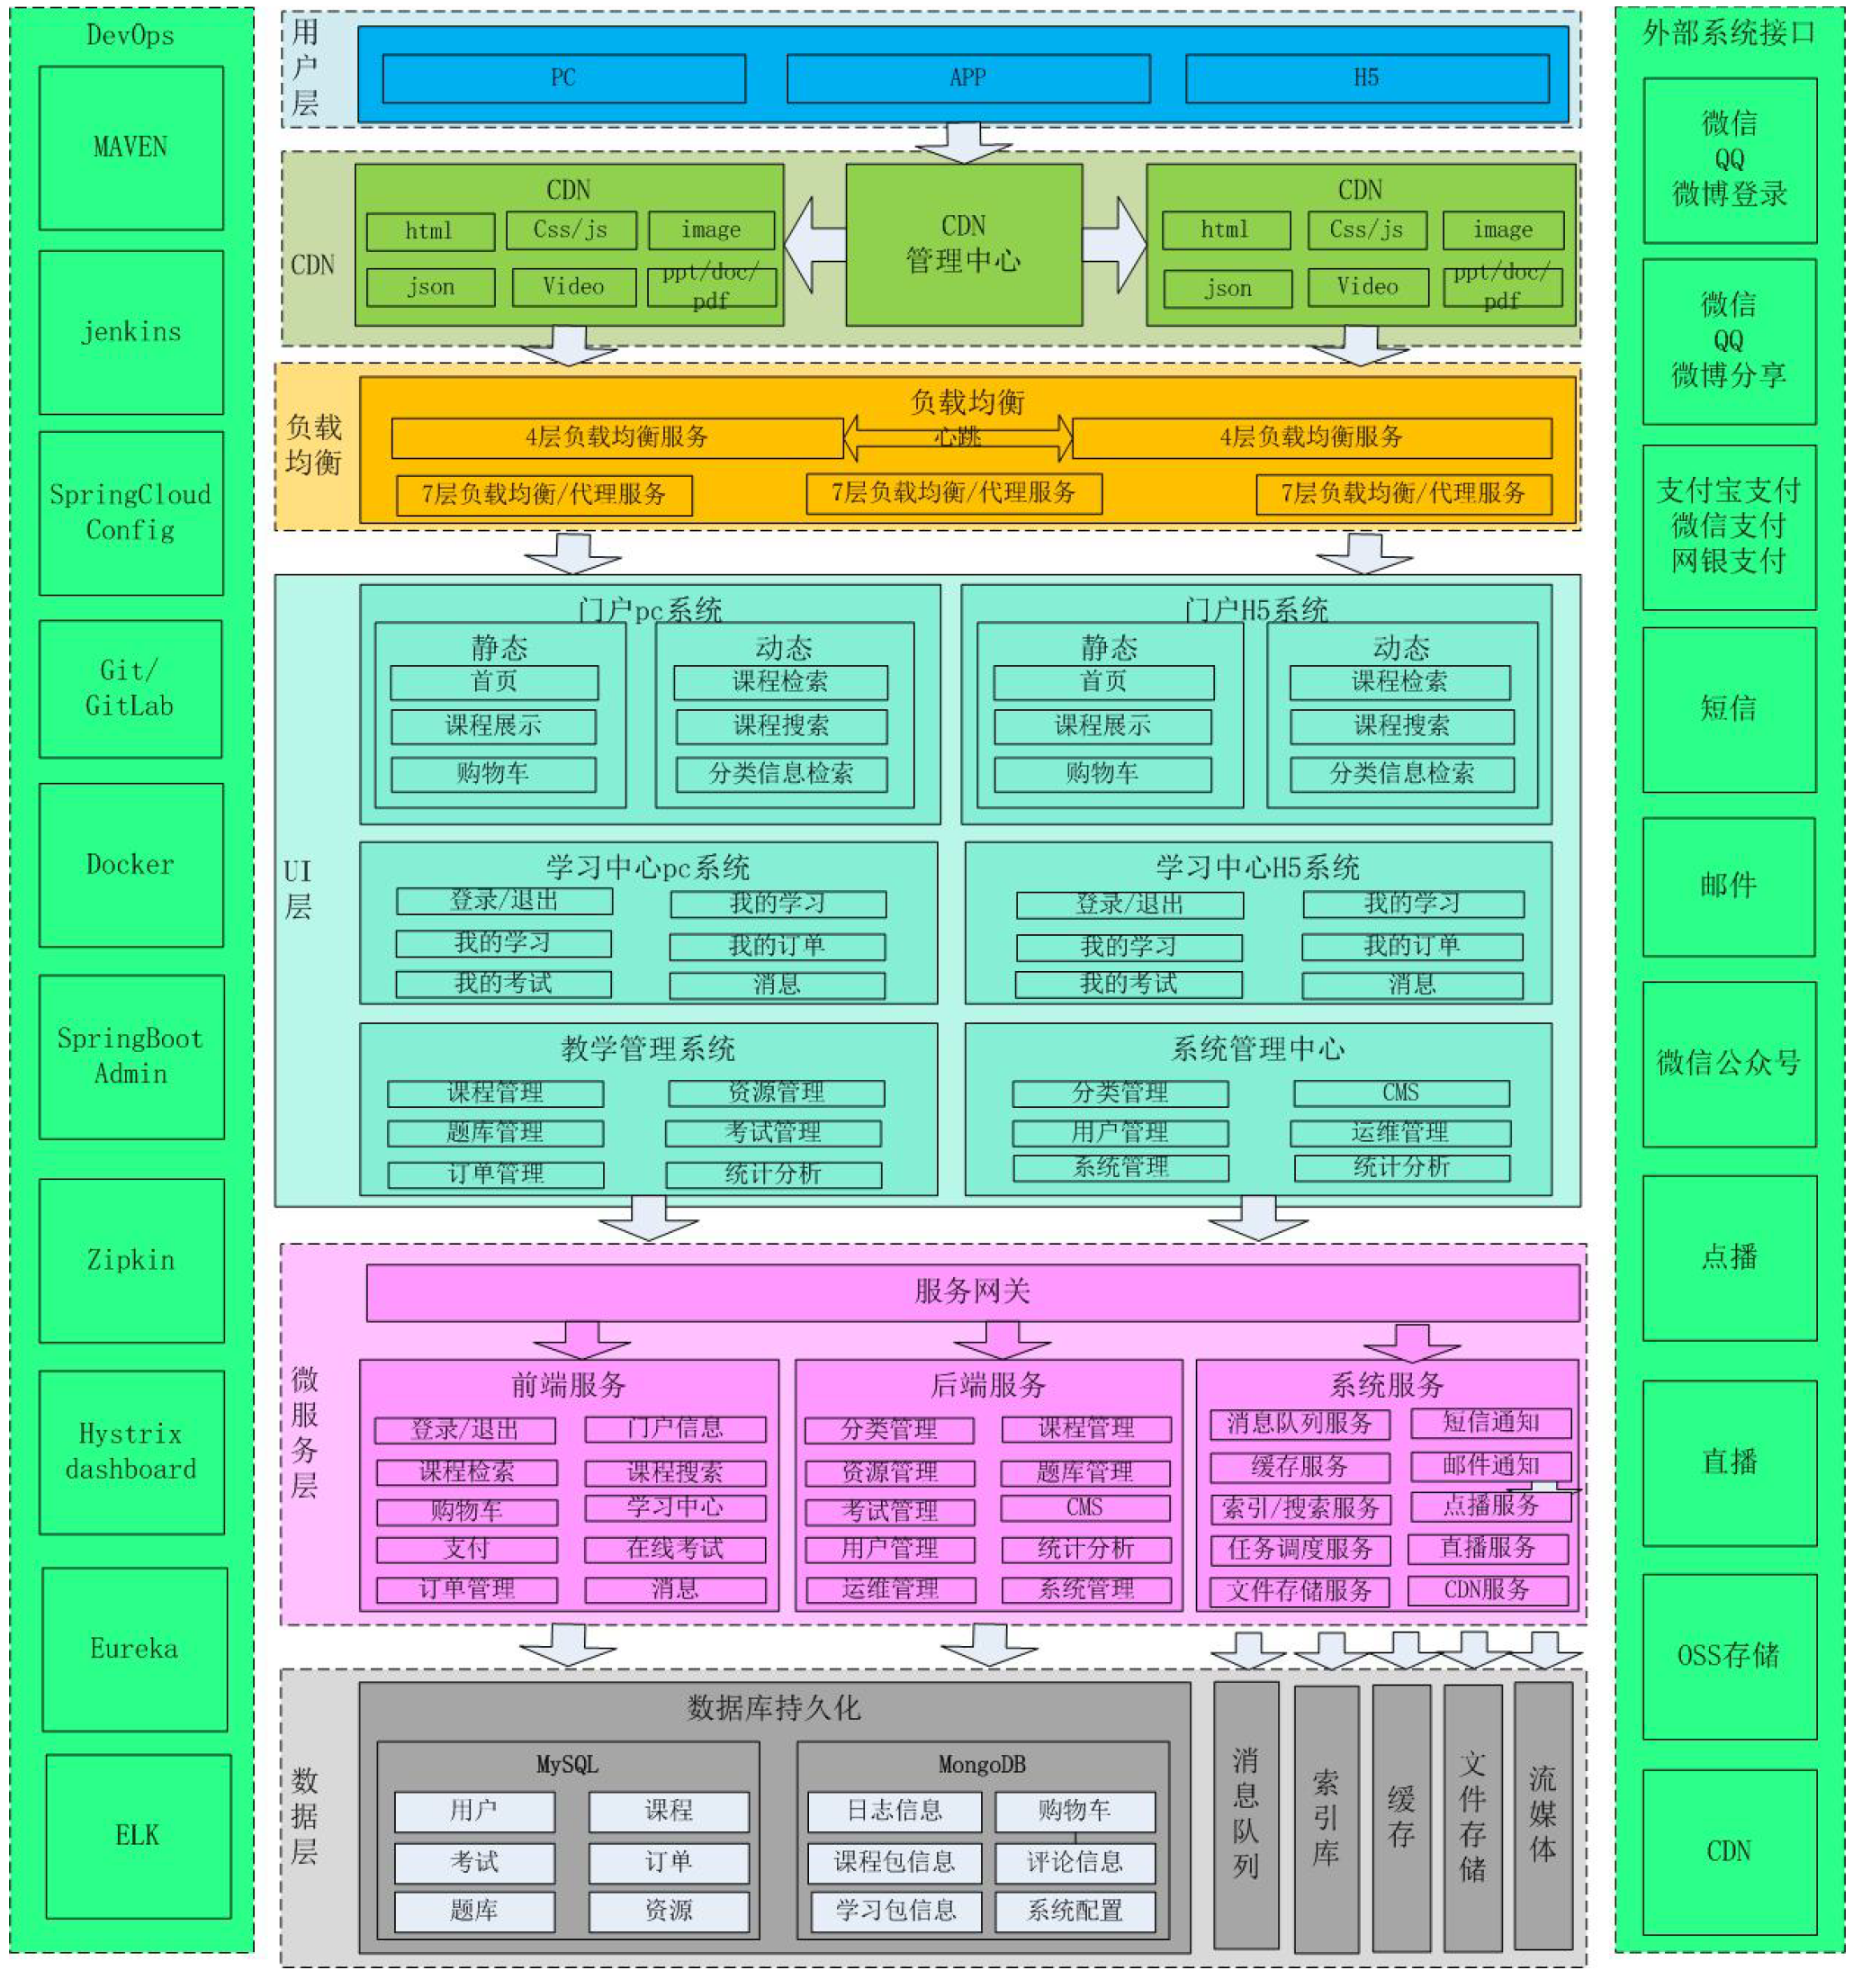 DevOps
MAVEN
jenkins
SpringCloud
Config
Git/
GitLab
Docker
SpringBoot
Admin
Zipkin
Hystrix
dashboard
Eureka
ELK
用
户
层
PC
APP
H5
CDN
CDN
html
Css/js
image
json
Video
ppt/doc/
pdf
CDN
管理中心
CDN
html
Css/js
image
json
Video
ppt/doc/
pdf
负载
均衡
负载均衡
4层负载均衡服务
心跳
4层负载均衡服务
7层负载均衡/代理服务
7层负载均衡/代理服务
7层负载均衡/代理服务
UI
层
门户pc系统
静态
首页
课程展示
购物车
动态
课程检索
课程搜索
分类信息检索
门户H5系统
静态
首页
课程展示
购物车
动态
课程检索
课程搜索
分类信息检索
学习中心pc系统
登录/退出
我的学习
我的学习
我的订单
我的考试
消息
学习中心H5系统
登录/退出
我的学习
我的学习
我的订单
我的考试
消息
教学管理系统
课程管理
资源管理
题库管理
考试管理
订单管理
统计分析
系统管理中心
分类管理
CMS
用户管理
运维管理
系统管理
统计分析
微
服
务
层
服务网关
前端服务
登录/退出
门户信息
课程检索
课程搜索
购物车
学习中心
支付
在线考试
订单管理
消息
后端服务
分类管理
课程管理
资源管理
题库管理
考试管理
CMS
用户管理
统计分析
运维管理
系统管理
系统服务
消息队列服务
短信通知
缓存服务
邮件通知
索引/搜索服务
点播服务
任务调度服务
直播服务
文件存储服务
CDN服务
数
据
层
数据库持久化
MySQL
用户
课程
考试
订单
题库
资源
MongoDB
日志信息
购物车
课程包信息
评论信息
学习包信息
系统配置
消
息
队
列
索
引
库
缓
存
文
件
存
储
流
媒
体
外部系统接口
微信
QQ
微博登录
微信
QQ
微博分享
支付宝支付
微信支付
网银支付
短信
邮件
微信公众号
点播
直播
OSS存储
CDN